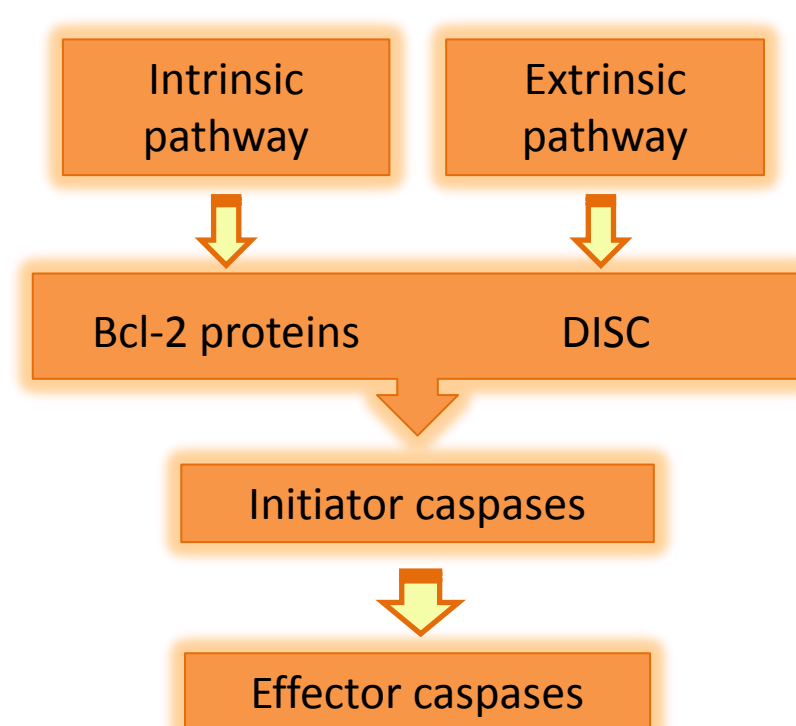 Intrinsic
pathway
Extrinsic
pathway
Bcl-2 proteins
DISC
Initiator caspases
Effector caspases